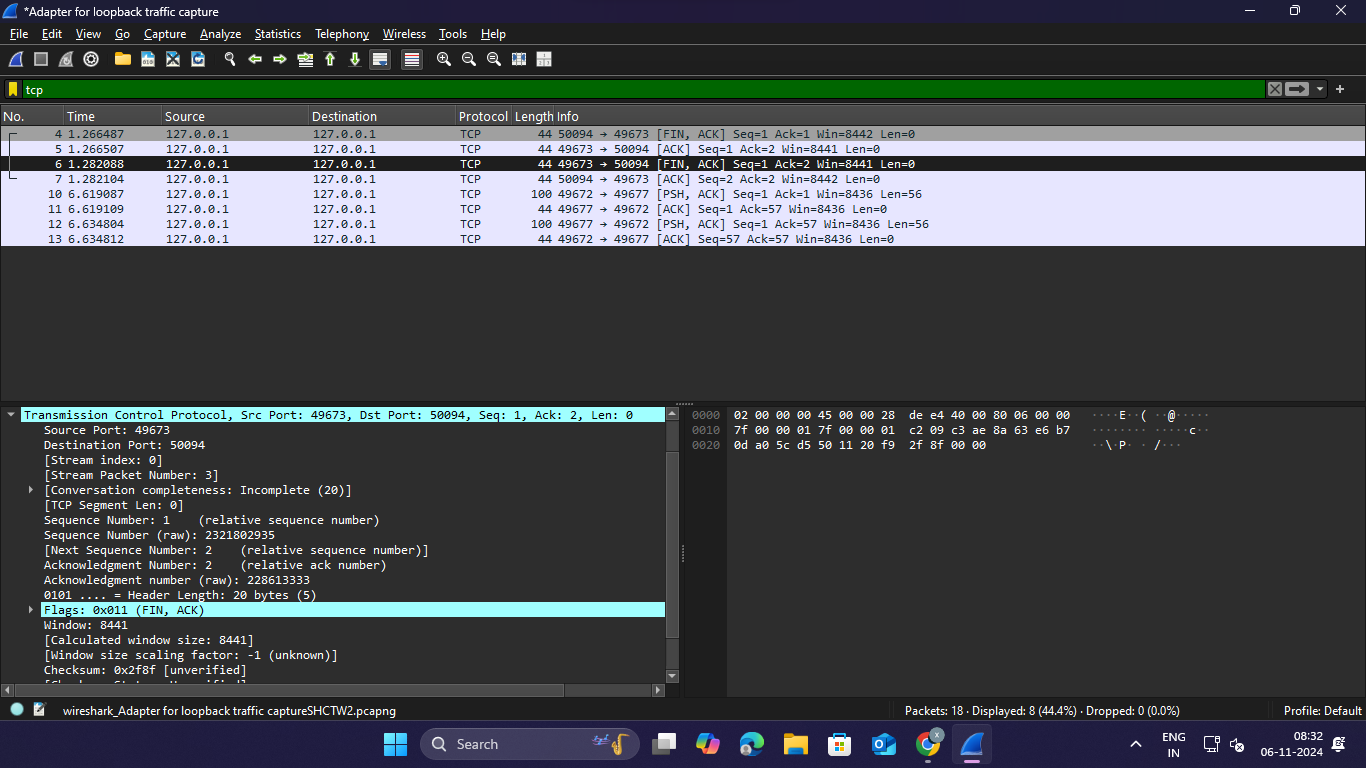 *Adapter for loopback traffic capture
File Edit View Go Capture Analyze Statistics Telephony Wireless Tools Help
tcp
No. Time Source Destination Protocol Length Info
4 1.266487 127.0.0.1 127.0.0.1 TCP 44 50094 → 49673 [FIN, ACK] Seq=1 Ack=1 Win=8442 Len=0
5 1.266507 127.0.0.1 127.0.0.1 TCP 44 49673 → 50094 [ACK] Seq=1 Ack=2 Win=8441 Len=0
6 1.282088 127.0.0.1 127.0.0.1 TCP 44 49673 → 50094 [FIN, ACK] Seq=1 Ack=2 Win=8441 Len=0
7 1.282104 127.0.0.1 127.0.0.1 TCP 44 50094 → 49673 [ACK] Seq=2 Ack=2 Win=8442 Len=0
10 6.619087 127.0.0.1 127.0.0.1 TCP 100 49672 → 49677 [PSH, ACK] Seq=1 Ack=1 Win=8436 Len=56
11 6.619109 127.0.0.1 127.0.0.1 TCP 44 49677 → 49672 [ACK] Seq=1 Ack=57 Win=8436 Len=0
12 6.634804 127.0.0.1 127.0.0.1 TCP 100 49677 → 49672 [PSH, ACK] Seq=1 Ack=57 Win=8436 Len=56
13 6.634812 127.0.0.1 127.0.0.1 TCP 44 49672 → 49677 [ACK] Seq=57 Ack=57 Win=8436 Len=0
Transmission Control Protocol, Src Port: 49673, Dst Port: 50094, Seq: 1, Ack: 2, Len: 0
Source Port: 49673
Destination Port: 50094
[Stream index: 0]
[Stream Packet Number: 3]
[Conversation completeness: Incomplete (20)]
[TCP Segment Len: 0]
Sequence Number: 1 (relative sequence number)
Sequence Number (raw): 2321802935
[Next Sequence Number: 2 (relative sequence number)]
Acknowledgment Number: 2 (relative ack number)
Acknowledgment number (raw): 228613333
0101 .... = Header Length: 20 bytes (5)
Flags: 0x011 (FIN, ACK)
Window: 8441
[Calculated window size: 8441]
[Window size scaling factor: -1 (unknown)]
Checksum: 0x2f8f [unverified]
0000 02 00 00 00 45 00 00 28 de e4 40 00 80 06 00 00 ····E··( ··@·····
0010 7f 00 00 01 7f 00 00 01 c2 09 c3 ae 8a 63 e6 b7 ········ ·····c··
0020 0d a0 5c d5 50 11 20 f9 2f 8f 00 00 ··\·P· · /···
wireshark_Adapter for loopback traffic captureSHCTW2.pcapng
Packets: 18 · Displayed: 8 (44.4%) · Dropped: 0 (0.0%)
Profile: Default
Search
ENG
IN
08:32
06-11-2024